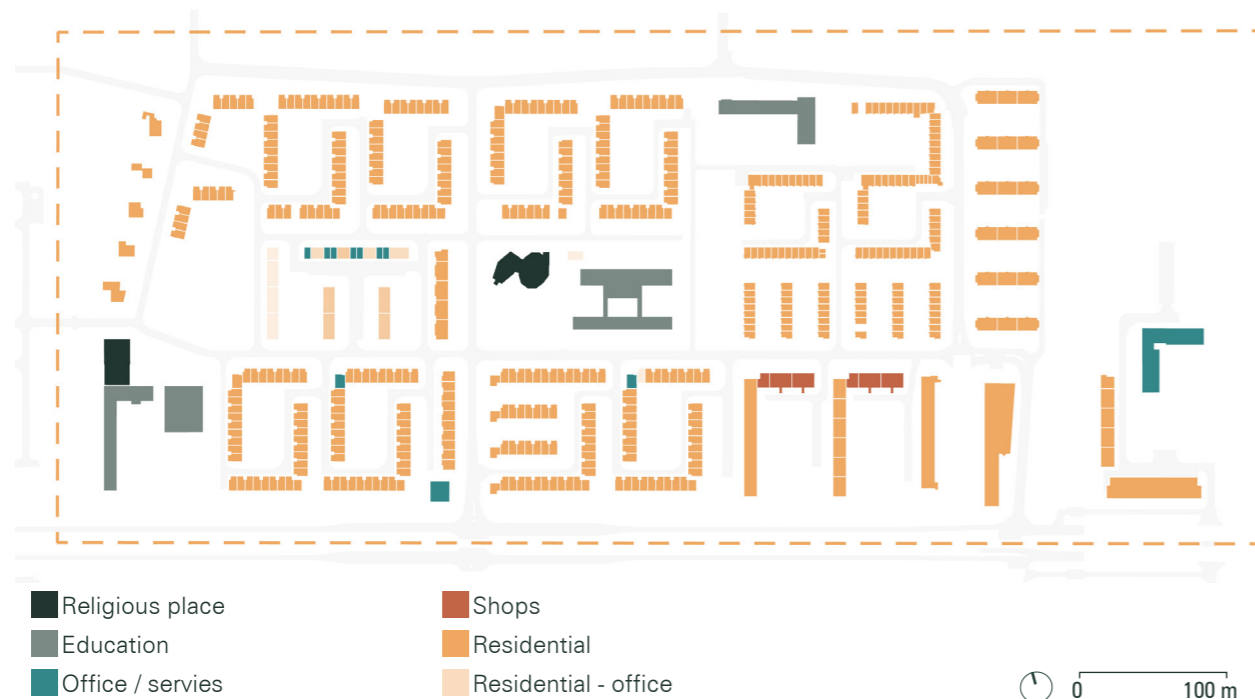 Religious place
Education
Office / servies
Shops
Residential
Residential - office
0 100 m